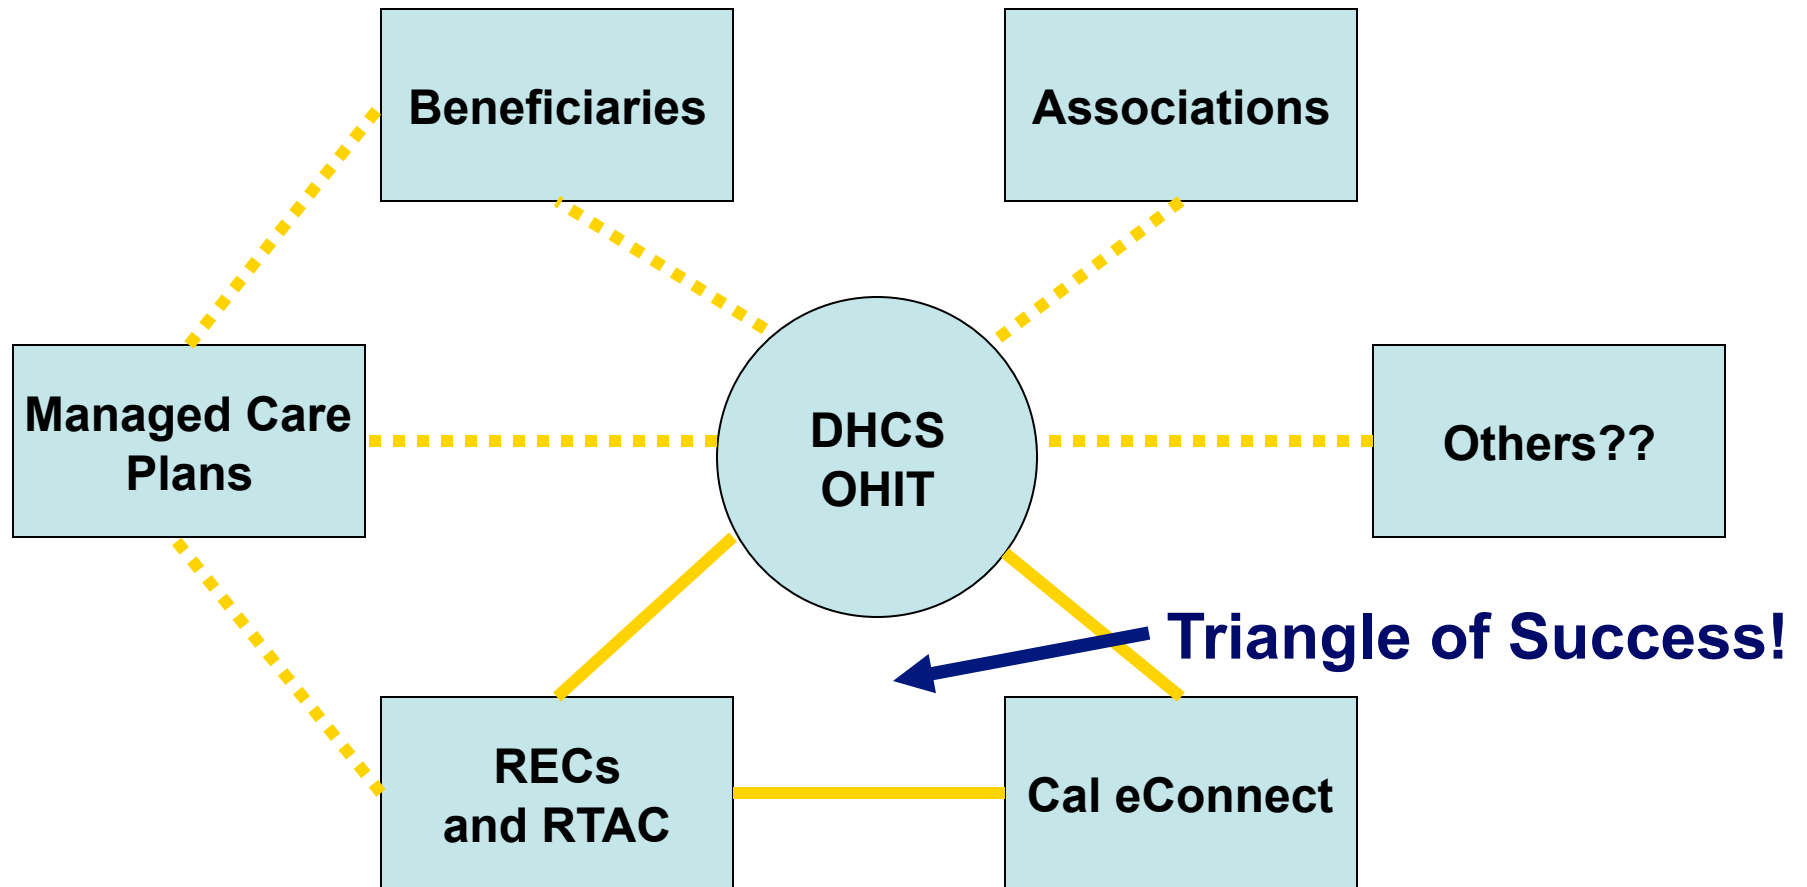 Beneficiaries
Associations
Managed Care
Plans
DHCS
OHIT
Others??
Triangle of Success!
RECs
and RTAC
Cal eConnect